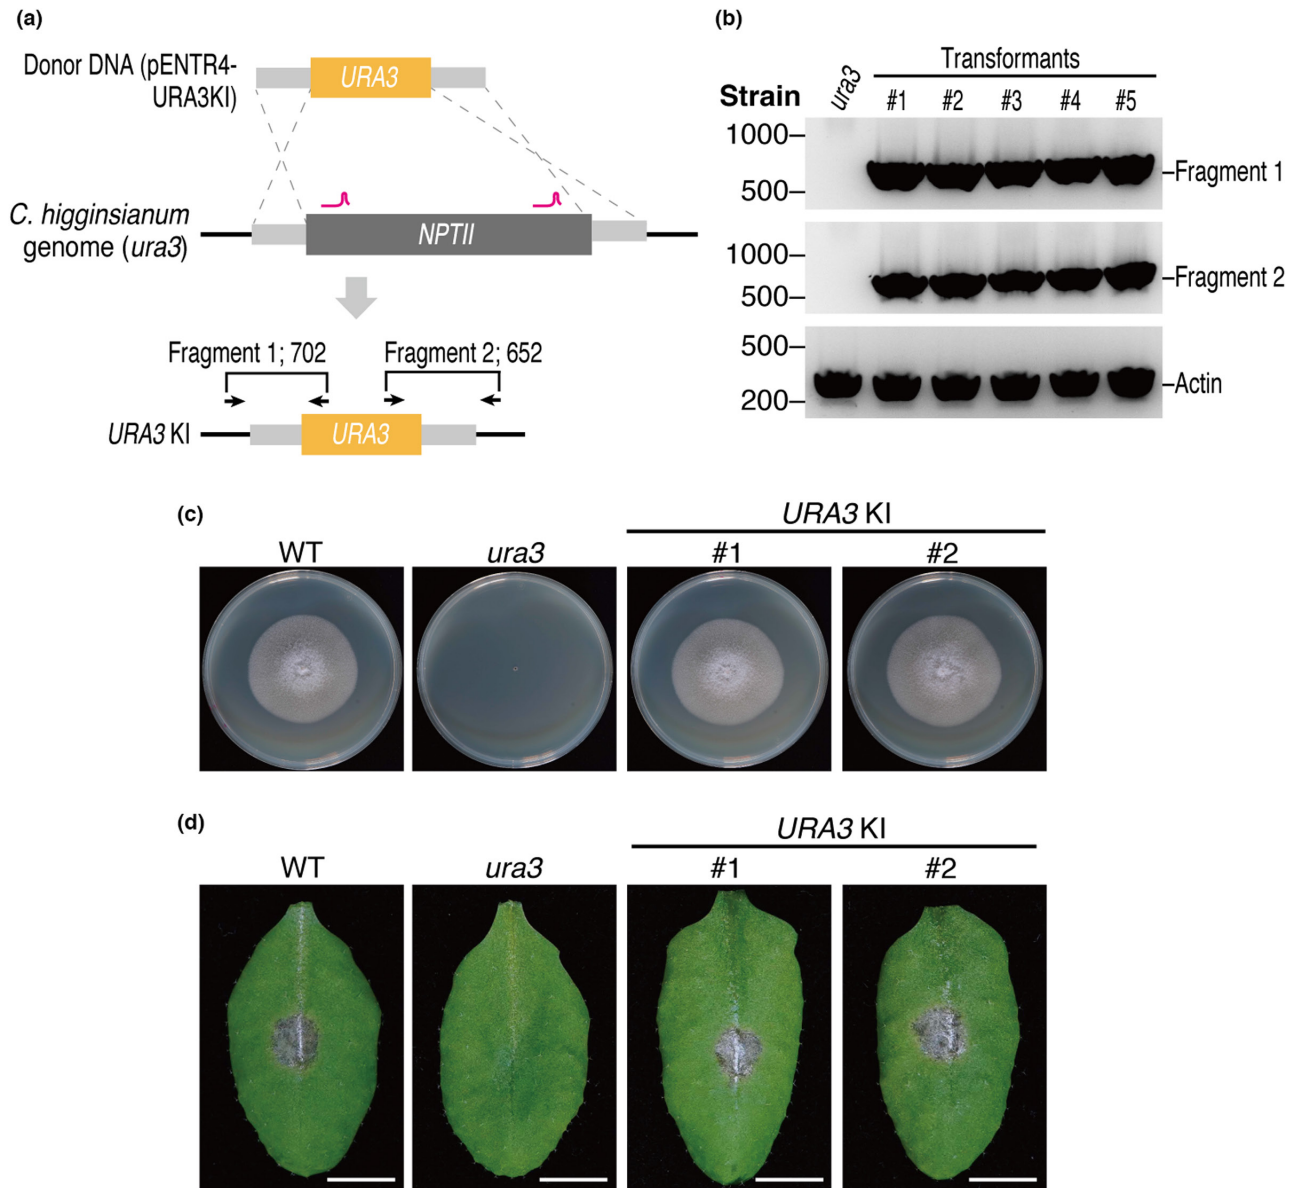 (a)
Donor DNA (pENTR4-
URA3KI)
URA3
C. higginsianum
genome (ura3)
NPTII
Fragment 1; 702
Fragment 2; 652
URA3 KI
URA3
(b)
Transformants
Strain
ura3
#1
#2
#3
#4
#5
1000
500
Fragment 1
1000
500
Fragment 2
500
200
Actin
(c)
URA3 KI
WT
ura3
#1
#2
(d)
URA3 KI
WT
ura3
#1
#2